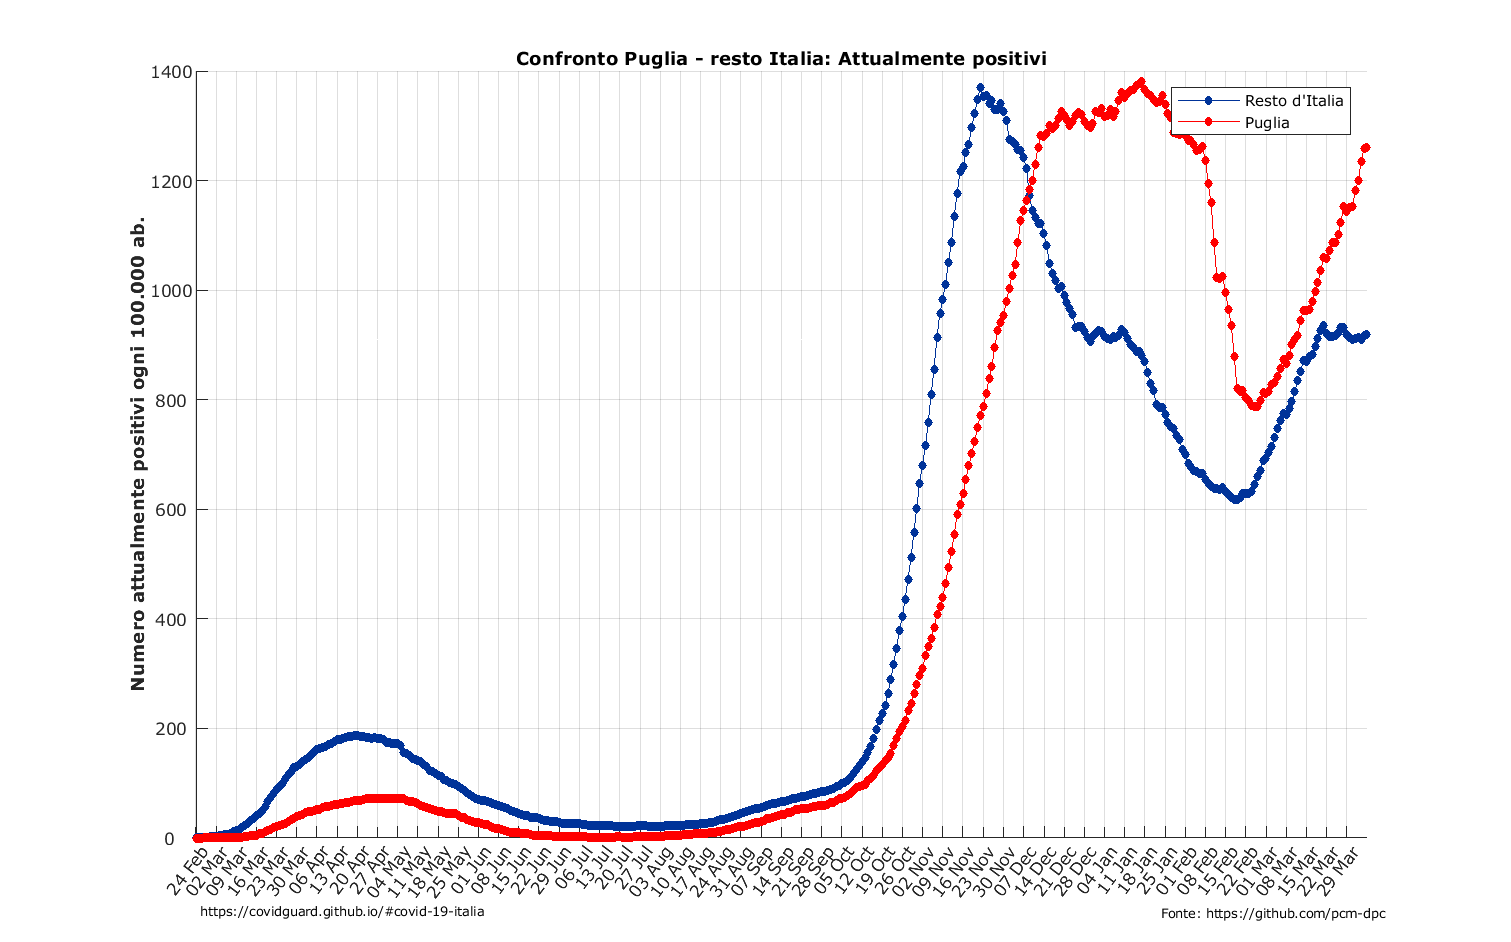 Confronto Puglia - resto Italia: Attualmente positivi
Numero attualmente positivi ogni 100.000 ab.
1400
1200
1000
800
600
400
200
0
Resto d'Italia
Puglia
24 Feb
02 Mar
09 Mar
16 Mar
23 Mar
30 Mar
06 Apr
13 Apr
20 Apr
27 Apr
04 May
11 May
18 May
25 May
01 Jun
08 Jun
15 Jun
22 Jun
29 Jun
06 Jul
13 Jul
20 Jul
27 Jul
03 Aug
10 Aug
17 Aug
24 Aug
31 Aug
07 Sep
14 Sep
21 Sep
28 Sep
05 Oct
12 Oct
19 Oct
26 Oct
02 Nov
09 Nov
16 Nov
23 Nov
30 Nov
07 Dec
14 Dec
21 Dec
28 Dec
04 Jan
11 Jan
18 Jan
25 Jan
01 Feb
08 Feb
15 Feb
22 Feb
01 Mar
08 Mar
15 Mar
22 Mar
29 Mar
https://covidguard.github.io/#covid-19-italia
Fonte: https://github.com/pcm-dpc